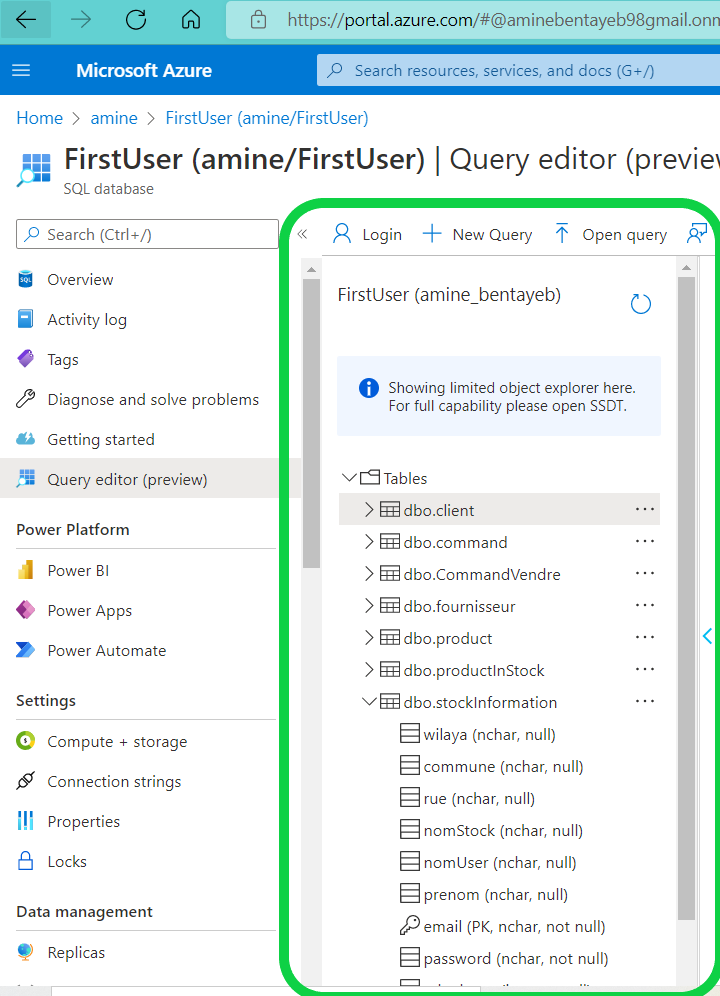 https://portal.azure.com/#@aminebentayeb98gmail.onm
Microsoft Azure
Search resources, services, and docs (G+/)
Home > amine > FirstUser (amine/FirstUser)
FirstUser (amine/FirstUser) | Query editor (preview
SQL database
Search (Ctrl+/)
Overview
Activity log
Tags
Diagnose and solve problems
Getting started
Query editor (preview)
Power Platform
Power BI
Power Apps
Power Automate
Settings
Compute + storage
Connection strings
Properties
Locks
Data management
Replicas
« Login + New Query Open query
FirstUser (amine_bentayeb)
Showing limited object explorer here.
For full capability please open SSDT.
Tables
dbo.client ...
dbo.command ...
dbo.CommandVendre ...
dbo.fournisseur ...
dbo.product ...
dbo.productInStock ...
dbo.stockInformation ...
wilaya (nchar, null)
commune (nchar, null)
rue (nchar, null)
nomStock (nchar, null)
nomUser (nchar, null)
prenom (nchar, null)
email (PK, nchar, not null)
password (nchar, not null)